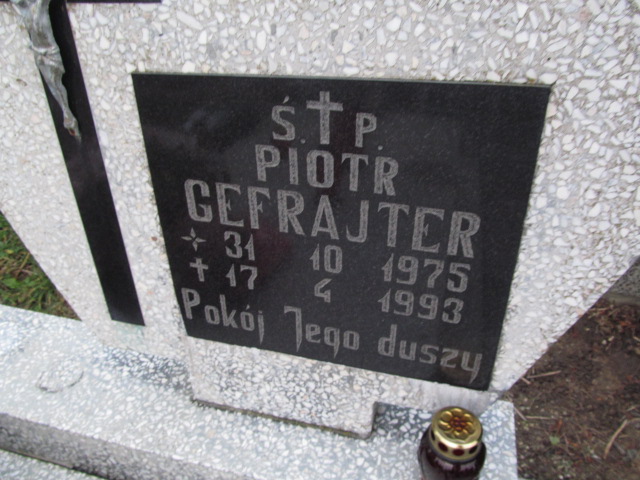 Ś.✝P.
PIOTR
GEFRAJTER
✶ 31 10 1975
✝ 17 4 1993
Pokój Jego duszy